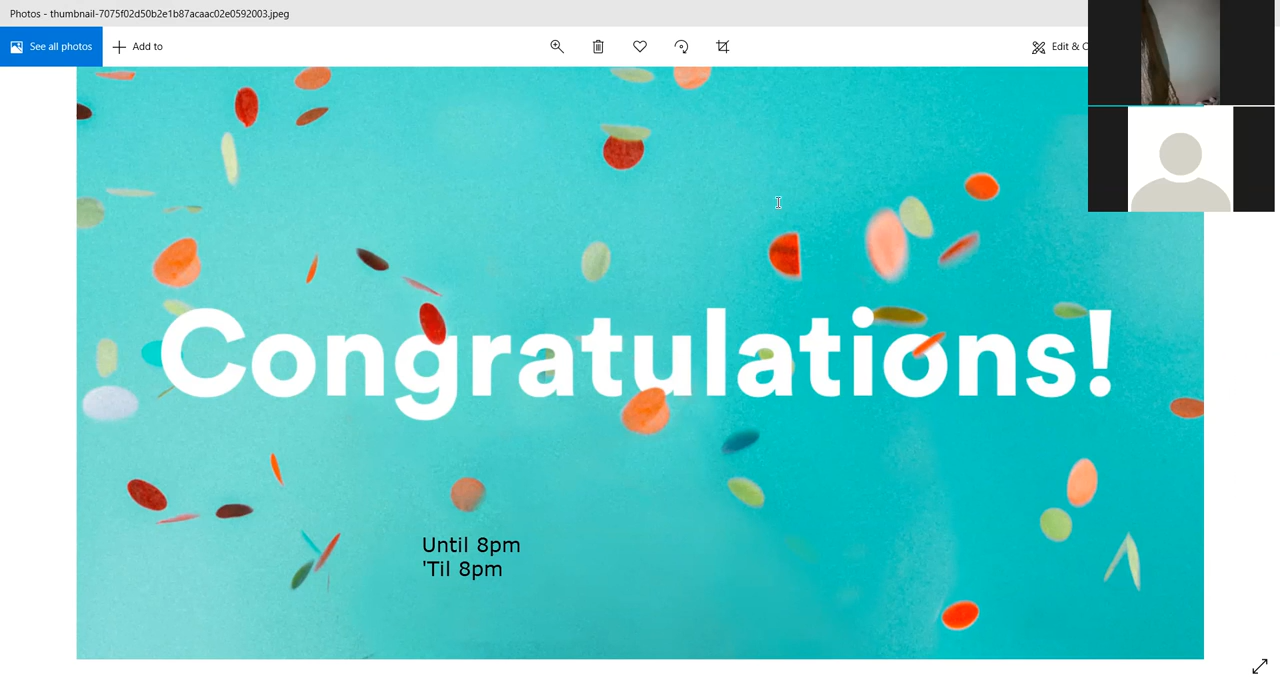 Photos - thumbnail-7075f02d50b2e1b87acaac02e0592003.jpeg
See all photos
Add to
Edit & C
Congratulations!
Until 8pm
'Til 8pm